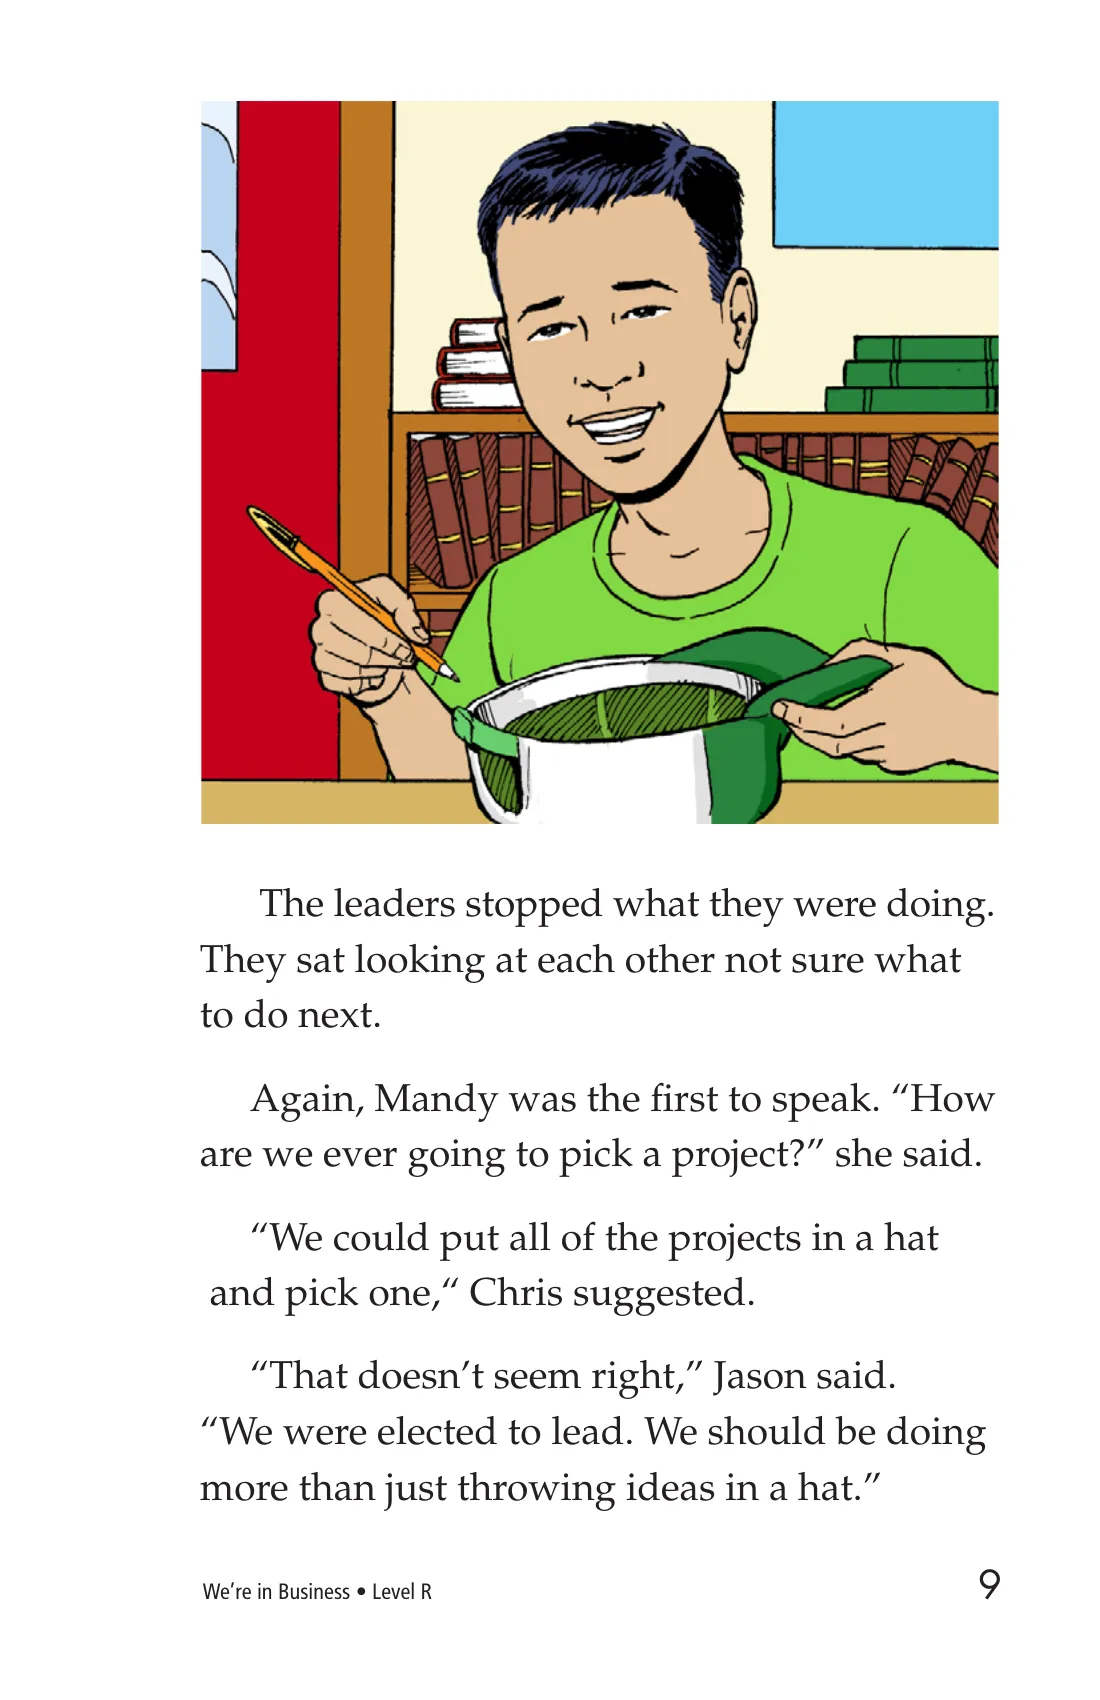 The leaders stopped what they were doing.
They sat looking at each other not sure what
to do next.
Again, Mandy was the first to speak. “How
are we ever going to pick a project?” she said.
“We could put all of the projects in a hat
and pick one,“ Chris suggested.
“That doesn’t seem right,” Jason said.
“We were elected to lead. We should be doing
more than just throwing ideas in a hat.”
We’re in Business • Level R
9